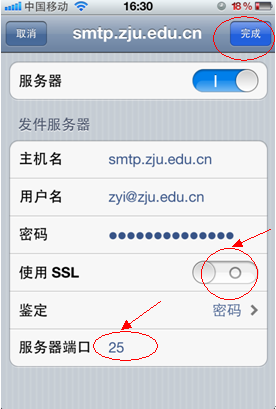 中国移动 16:30 18%
取消 smtp.zju.edu.cn 完成
服务器
发件服务器
主机名 smtp.zju.edu.cn
用户名 zyi@zju.edu.cn
密码 ●●●●●●●●●●●●●●
使用 SSL
鉴定 密码
服务器端口 25